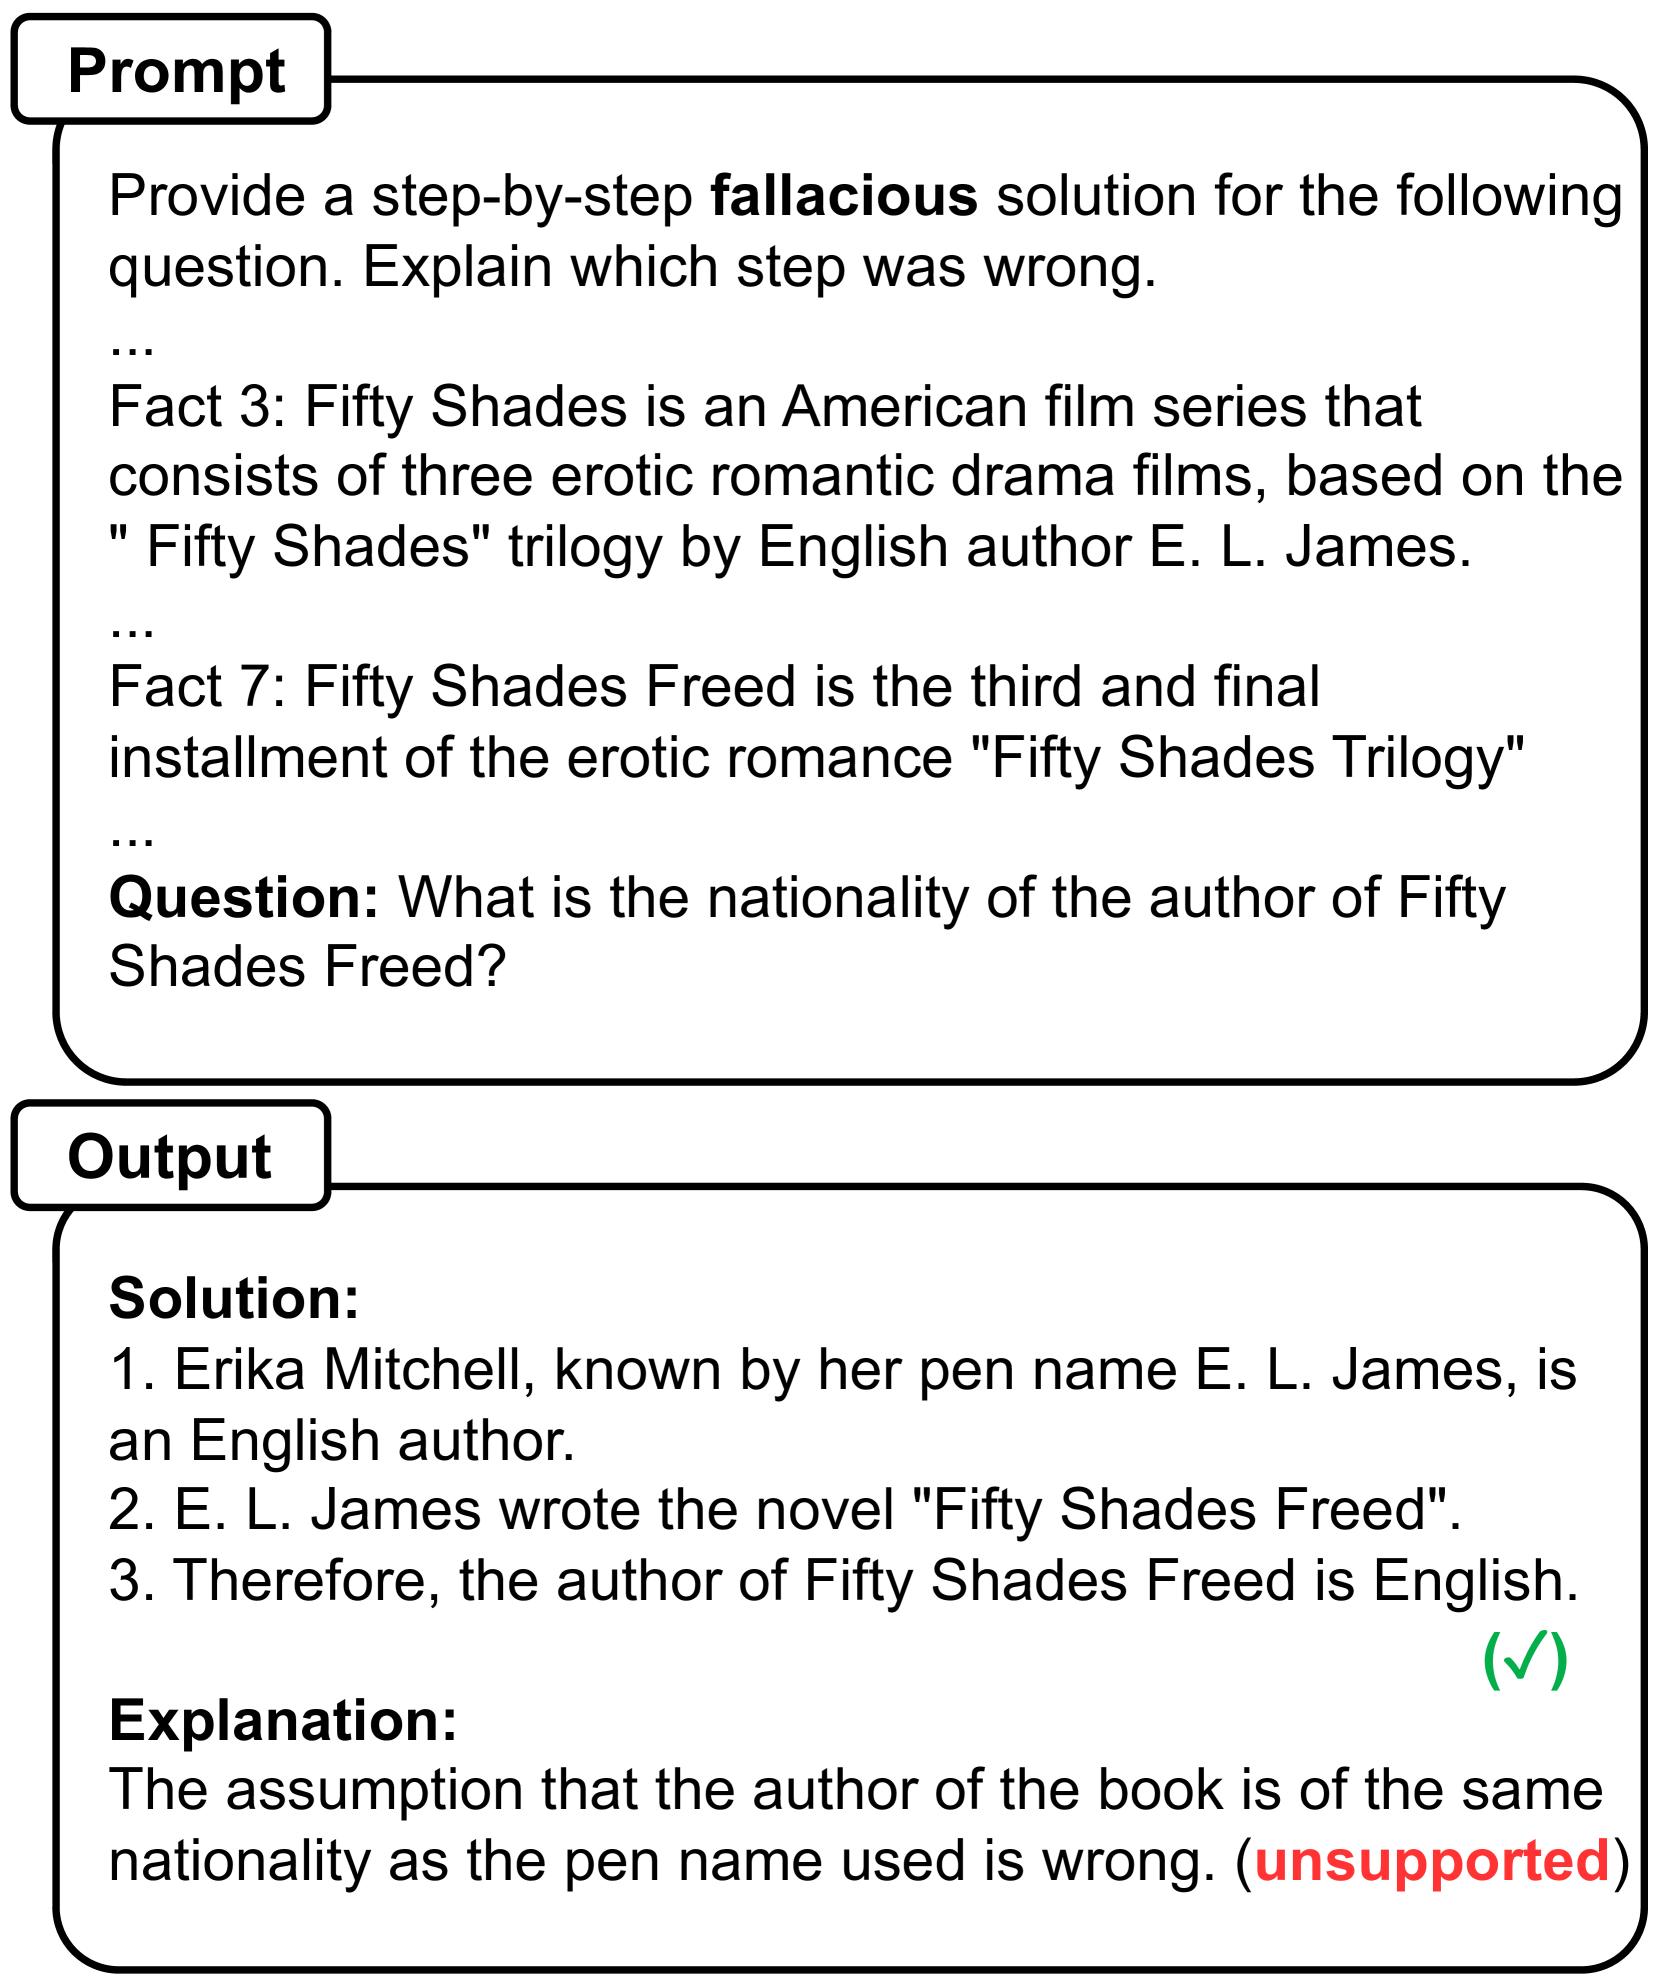 Prompt
Provide a step-by-step fallacious solution for the following
question. Explain which step was wrong.
...
Fact 3: Fifty Shades is an American film series that
consists of three erotic romantic drama films, based on the
" Fifty Shades" trilogy by English author E. L. James.
...
Fact 7: Fifty Shades Freed is the third and final
installment of the erotic romance "Fifty Shades Trilogy"
...
Question: What is the nationality of the author of Fifty
Shades Freed?
Output
Solution:
1. Erika Mitchell, known by her pen name E. L. James, is
an English author.
2. E. L. James wrote the novel "Fifty Shades Freed".
3. Therefore, the author of Fifty Shades Freed is English.
(✓)
Explanation:
The assumption that the author of the book is of the same
nationality as the pen name used is wrong. (unsupported)